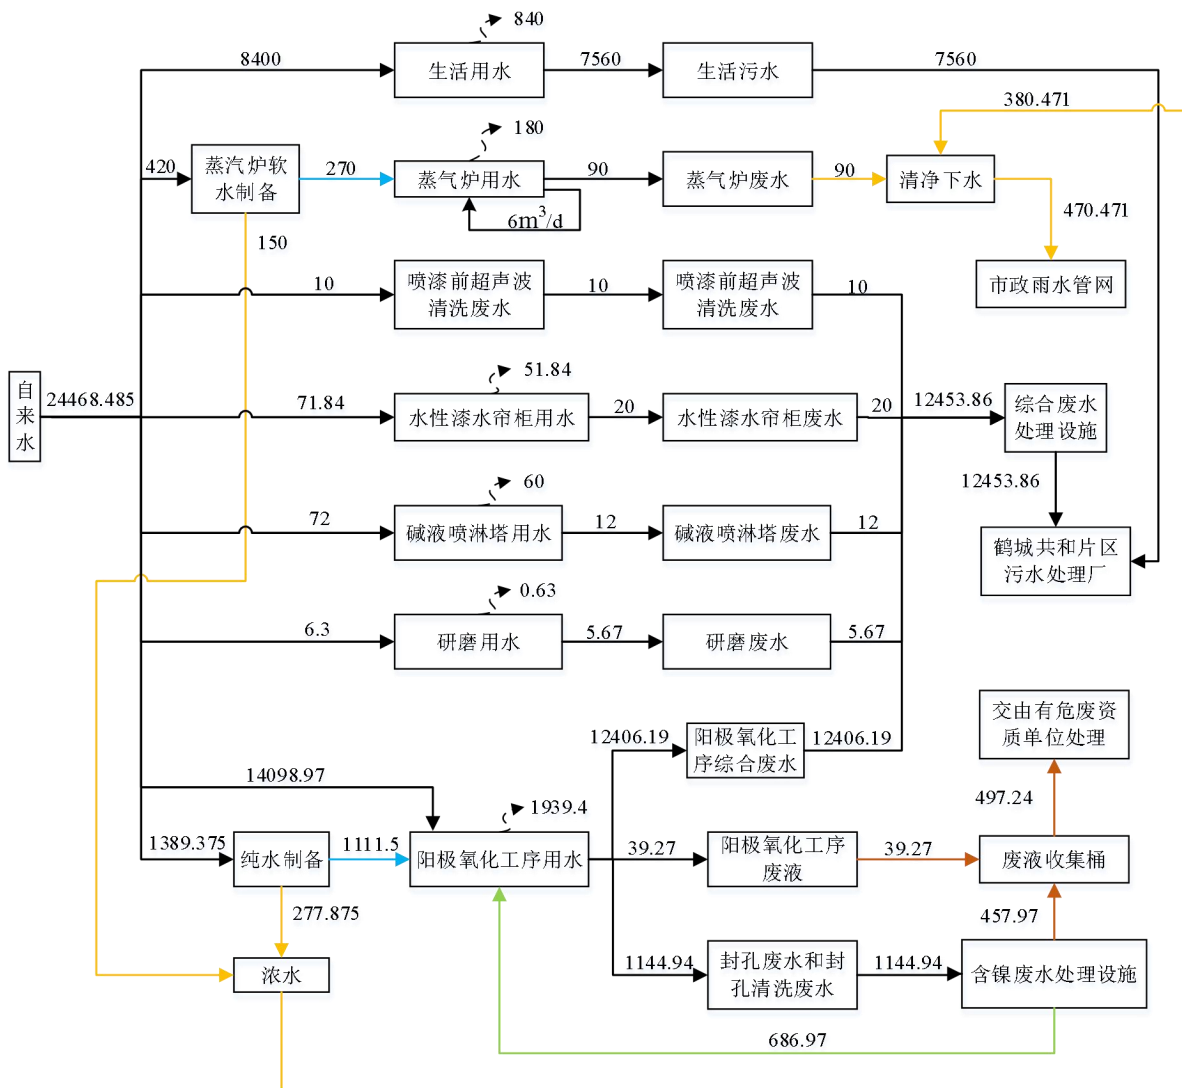 840
8400
生活用水
7560
生活污水
7560
380.471
180
420
蒸汽炉软
水制备
270
蒸气炉用水
90
蒸气炉废水
90
清净下水
6m³/d
470.471
150
市政雨水管网
10
喷漆前超声波
清洗废水
10
喷漆前超声波
清洗废水
10
自
来
水
24468.485
51.84
71.84
水性漆水帘柜用水
20
水性漆水帘柜废水
20
12453.86
综合废水
处理设施
12453.86
60
72
碱液喷淋塔用水
12
碱液喷淋塔废水
12
鹤城共和片区
污水处理厂
0.63
6.3
研磨用水
5.67
研磨废水
5.67
交由有危废资
质单位处理
12406.19
阳极氧化工
序综合废水
12406.19
14098.97
497.24
1939.4
1389.375
纯水制备
1111.5
阳极氧化工序用水
39.27
阳极氧化工序
废液
39.27
废液收集桶
277.875
457.97
浓水
1144.94
封孔废水和封
孔清洗废水
1144.94
含镍废水处理设施
686.97